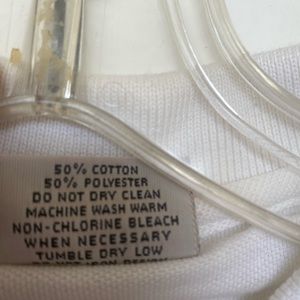 50% COTTON
50% POLYESTER
DO NOT DRY CLEAN
MACHINE WASH WARM
NON-CHLORINE BLEACH
WHEN NECESSARY
TUMBLE DRY LOW